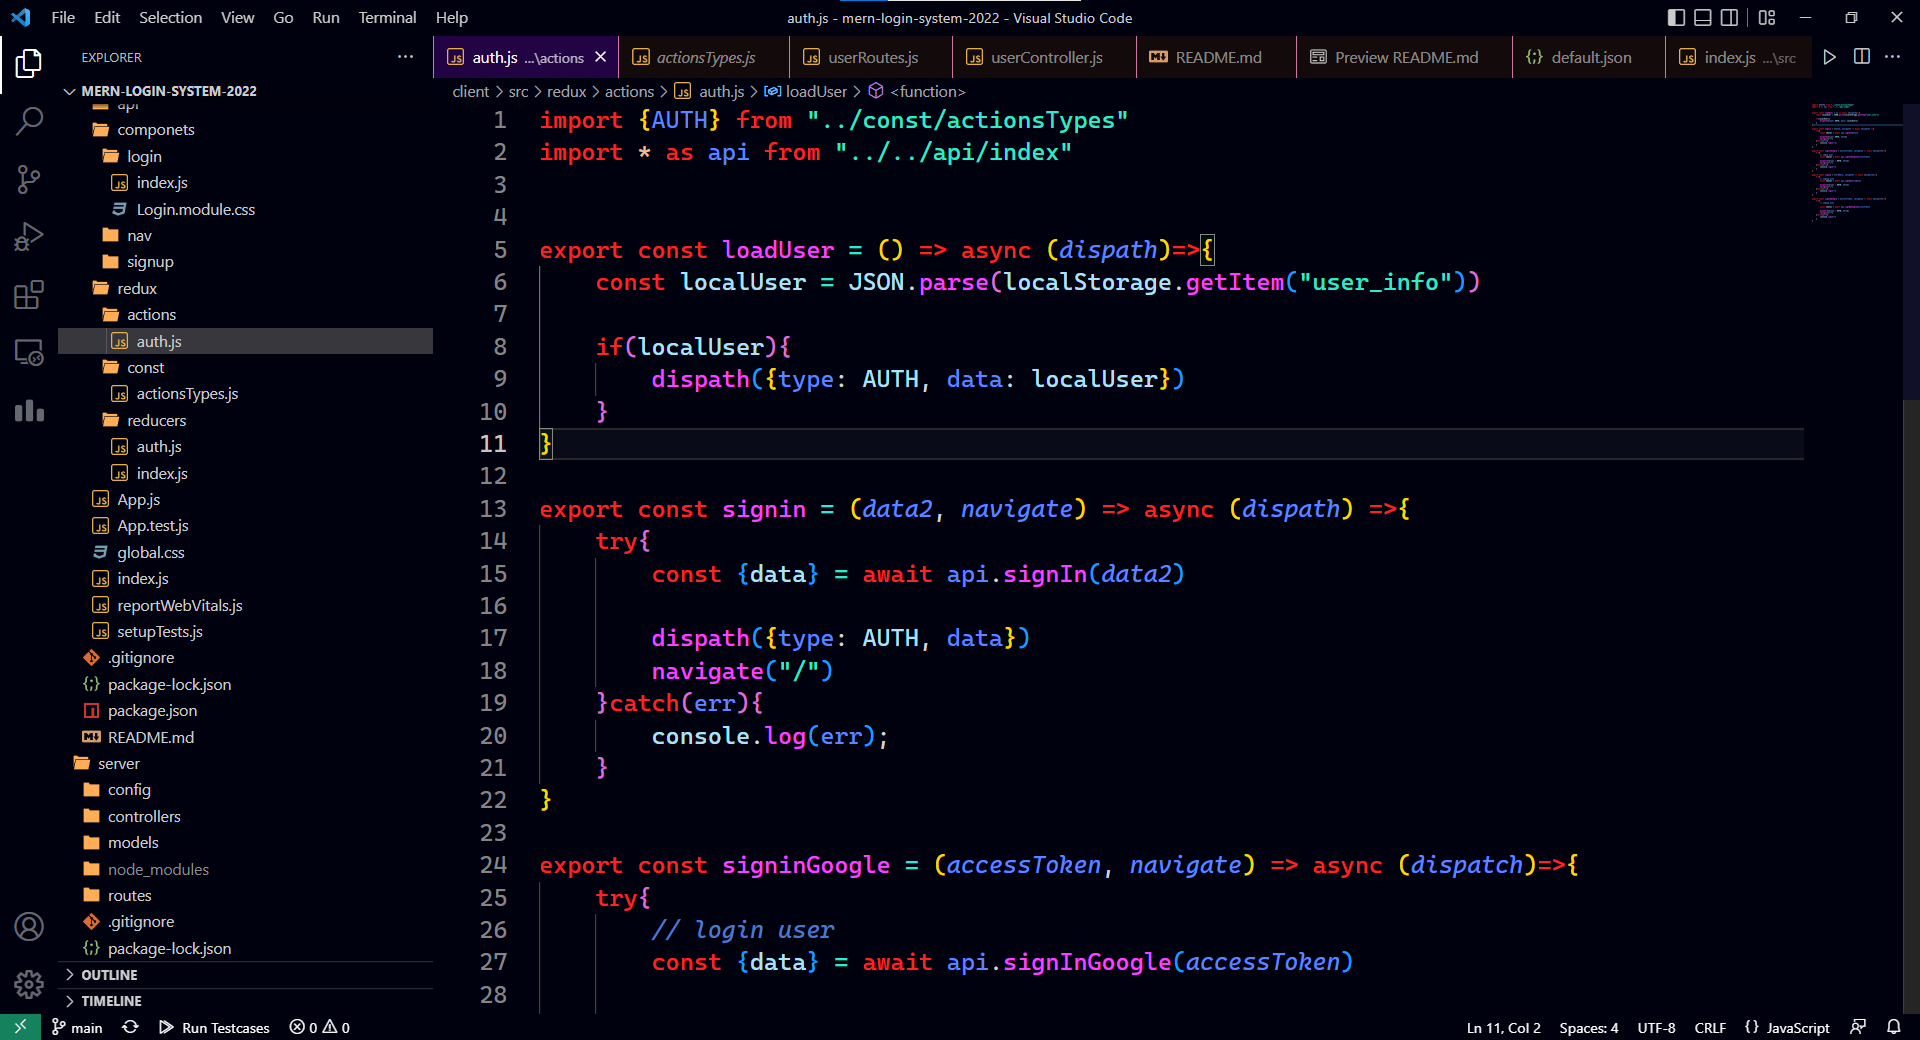 File Edit Selection View Go Run Terminal Help
auth.js - mern-login-system-2022 - Visual Studio Code
EXPLORER
MERN-LOGIN-SYSTEM-2022
api
componets
login
index.js
Login.module.css
nav
signup
redux
actions
auth.js
const
actionsTypes.js
reducers
auth.js
index.js
App.js
App.test.js
global.css
index.js
reportWebVitals.js
setupTests.js
.gitignore
package-lock.json
package.json
README.md
server
config
controllers
models
node_modules
routes
.gitignore
package-lock.json
OUTLINE
TIMELINE
auth.js ...\actions actionsTypes.js userRoutes.js userController.js README.md Preview README.md default.json index.js ...\src
client > src > redux > actions > auth.js > loadUser > <function>
1 import {AUTH} from "../const/actionsTypes"
2 import * as api from "../../api/index"
3
4
5 export const loadUser = () => async (dispath)=>{
6 const localUser = JSON.parse(localStorage.getItem("user_info"))
7
8 if(localUser){
9 dispath({type: AUTH, data: localUser})
10 }
11 }
12
13 export const signin = (data2, navigate) => async (dispath) =>{
14 try{
15 const {data} = await api.signIn(data2)
16
17 dispath({type: AUTH, data})
18 navigate("/")
19 }catch(err){
20 console.log(err);
21 }
22 }
23
24 export const signinGoogle = (accessToken, navigate) => async (dispatch)=>{
25 try{
26 // login user
27 const {data} = await api.signInGoogle(accessToken)
28
main Run Testcases 0 0 Ln 11, Col 2 Spaces: 4 UTF-8 CRLF {} JavaScript